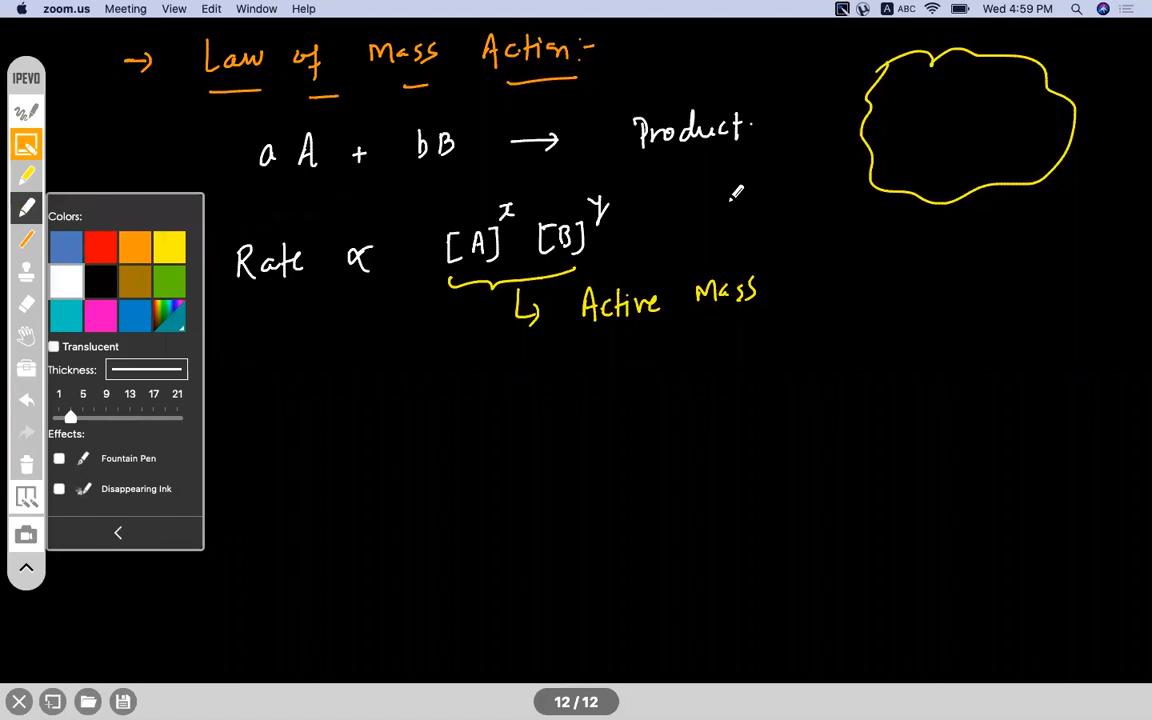 zoom.us Meeting View Edit Window Help A ABC Wed 4:59 PM
→ Law of Mass Action:-
IPEVO
a A + b B → Product.
Colors:
Rate ∝ [A]^x [B]^y
↳ Active Mass
Translucent
Thickness:
1 5 9 13 17 21
Effects:
Fountain Pen
Disappearing Ink
12 / 12